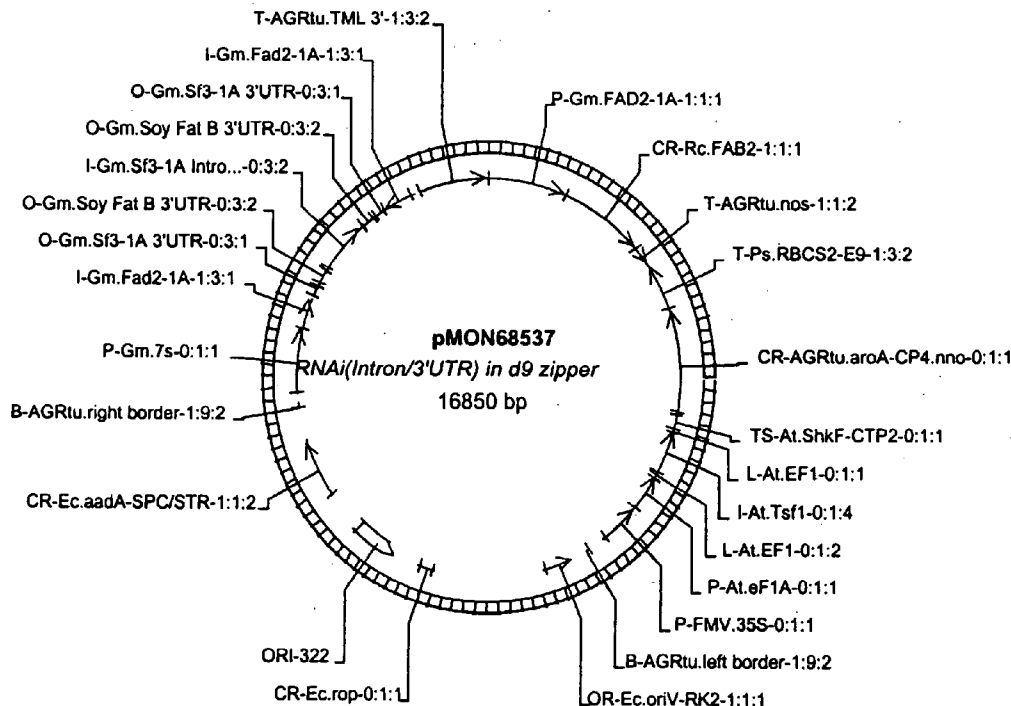 T-AGRtu.TML 3'-1:3:2
I-Gm.Fad2-1A-1:3:1
O-Gm.Sf3-1A 3'UTR-0:3:1
O-Gm.Soy Fat B 3'UTR-0:3:2
I-Gm.Sf3-1A Intro...-0:3:2
O-Gm.Soy Fat B 3'UTR-0:3:2
O-Gm.Sf3-1A 3'UTR-0:3:1
I-Gm.Fad2-1A-1:3:1
P-Gm.7s-0:1:1
B-AGRtu.right border-1:9:2
CR-Ec.aadA-SPC/STR-1:1:2
ORI-322
CR-Ec.rop-0:1:1
pMON68537
RNAi(Intron/3'UTR) in d9 zipper
16850 bp
P-Gm.FAD2-1A-1:1:1
CR-Rc.FAB2-1:1:1
T-AGRtu.nos-1:1:2
T-Ps.RBCS2-E9-1:3:2
CR-AGRtu.aroA-CP4.nno-0:1:1
TS-At.ShkF-CTP2-0:1:1
L-At.EF1-0:1:1
I-At.Tsf1-0:1:4
L-At.EF1-0:1:2
P-At.eF1A-0:1:1
P-FMV.35S-0:1:1
B-AGRtu.left border-1:9:2
OR-Ec.oriV-RK2-1:1:1